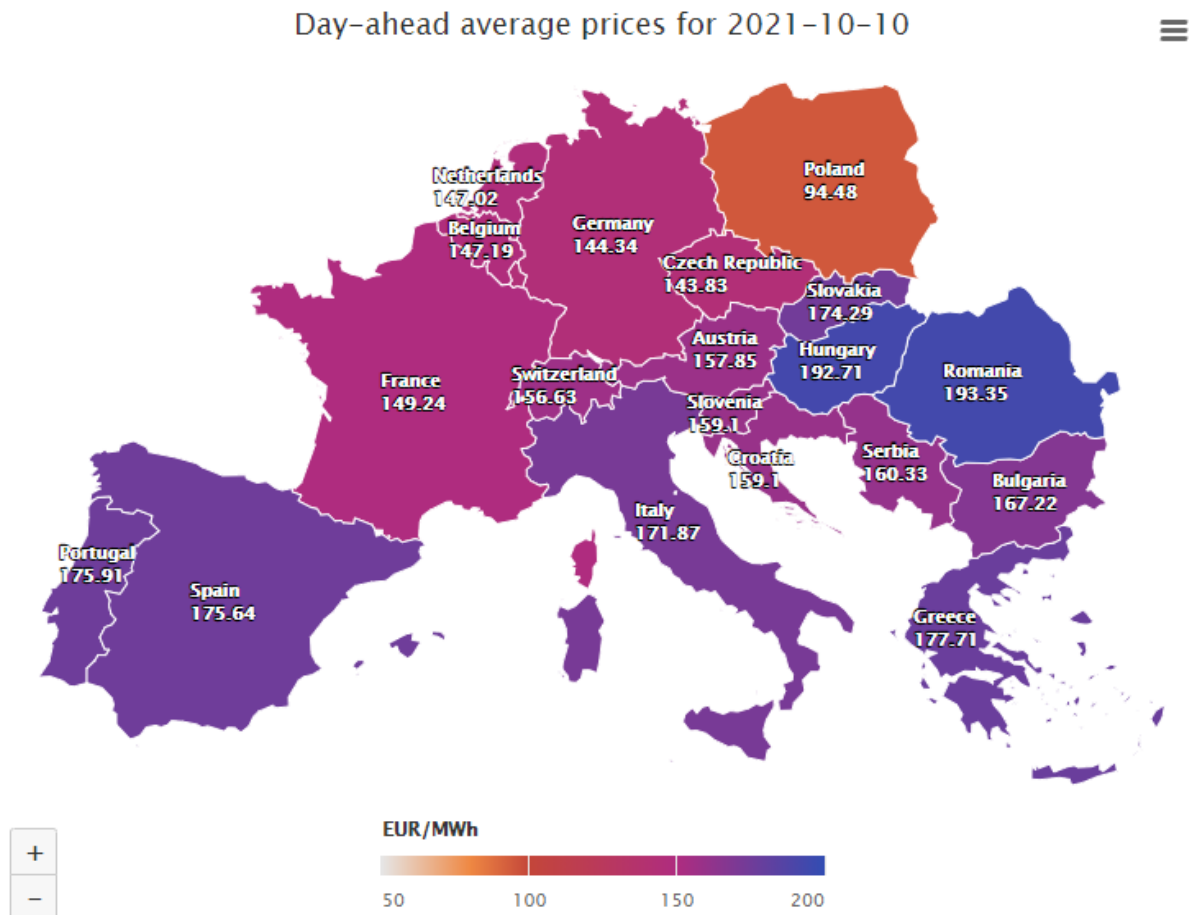 Day-ahead average prices for 2021-10-10
Poland
94.48
Netherlands
147.02
Belgium
147.19
Germany
144.34
Czech Republic
143.83
Slovakia
174.29
Austria
157.85
Hungary
192.71
Romania
193.35
France
149.24
Switzerland
156.63
Slovenia
159.1
Croatia
159.1
Serbia
160.33
Bulgaria
167.22
Italy
171.87
Portugal
175.91
Spain
175.64
Greece
177.71
EUR/MWh
50 100 150 200
+
−